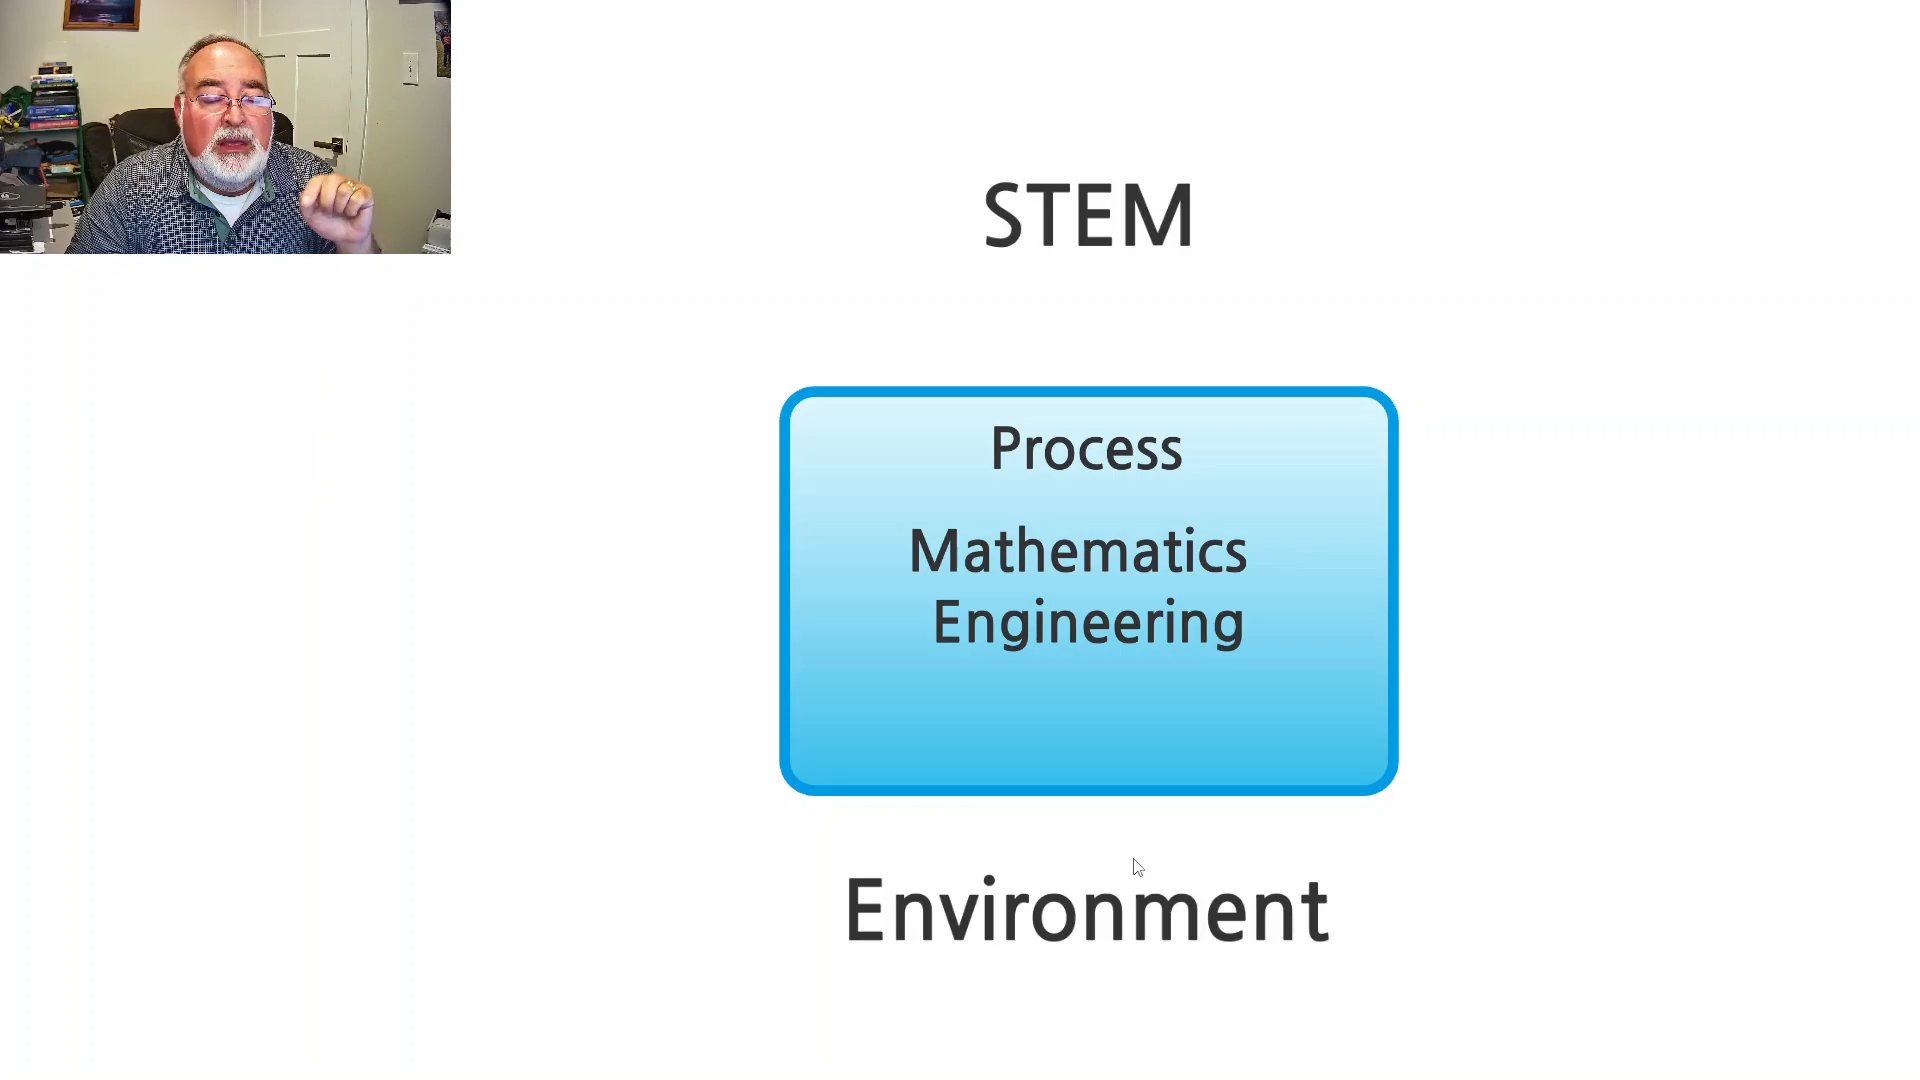 STEM
Process
Mathematics
Engineering
Environment